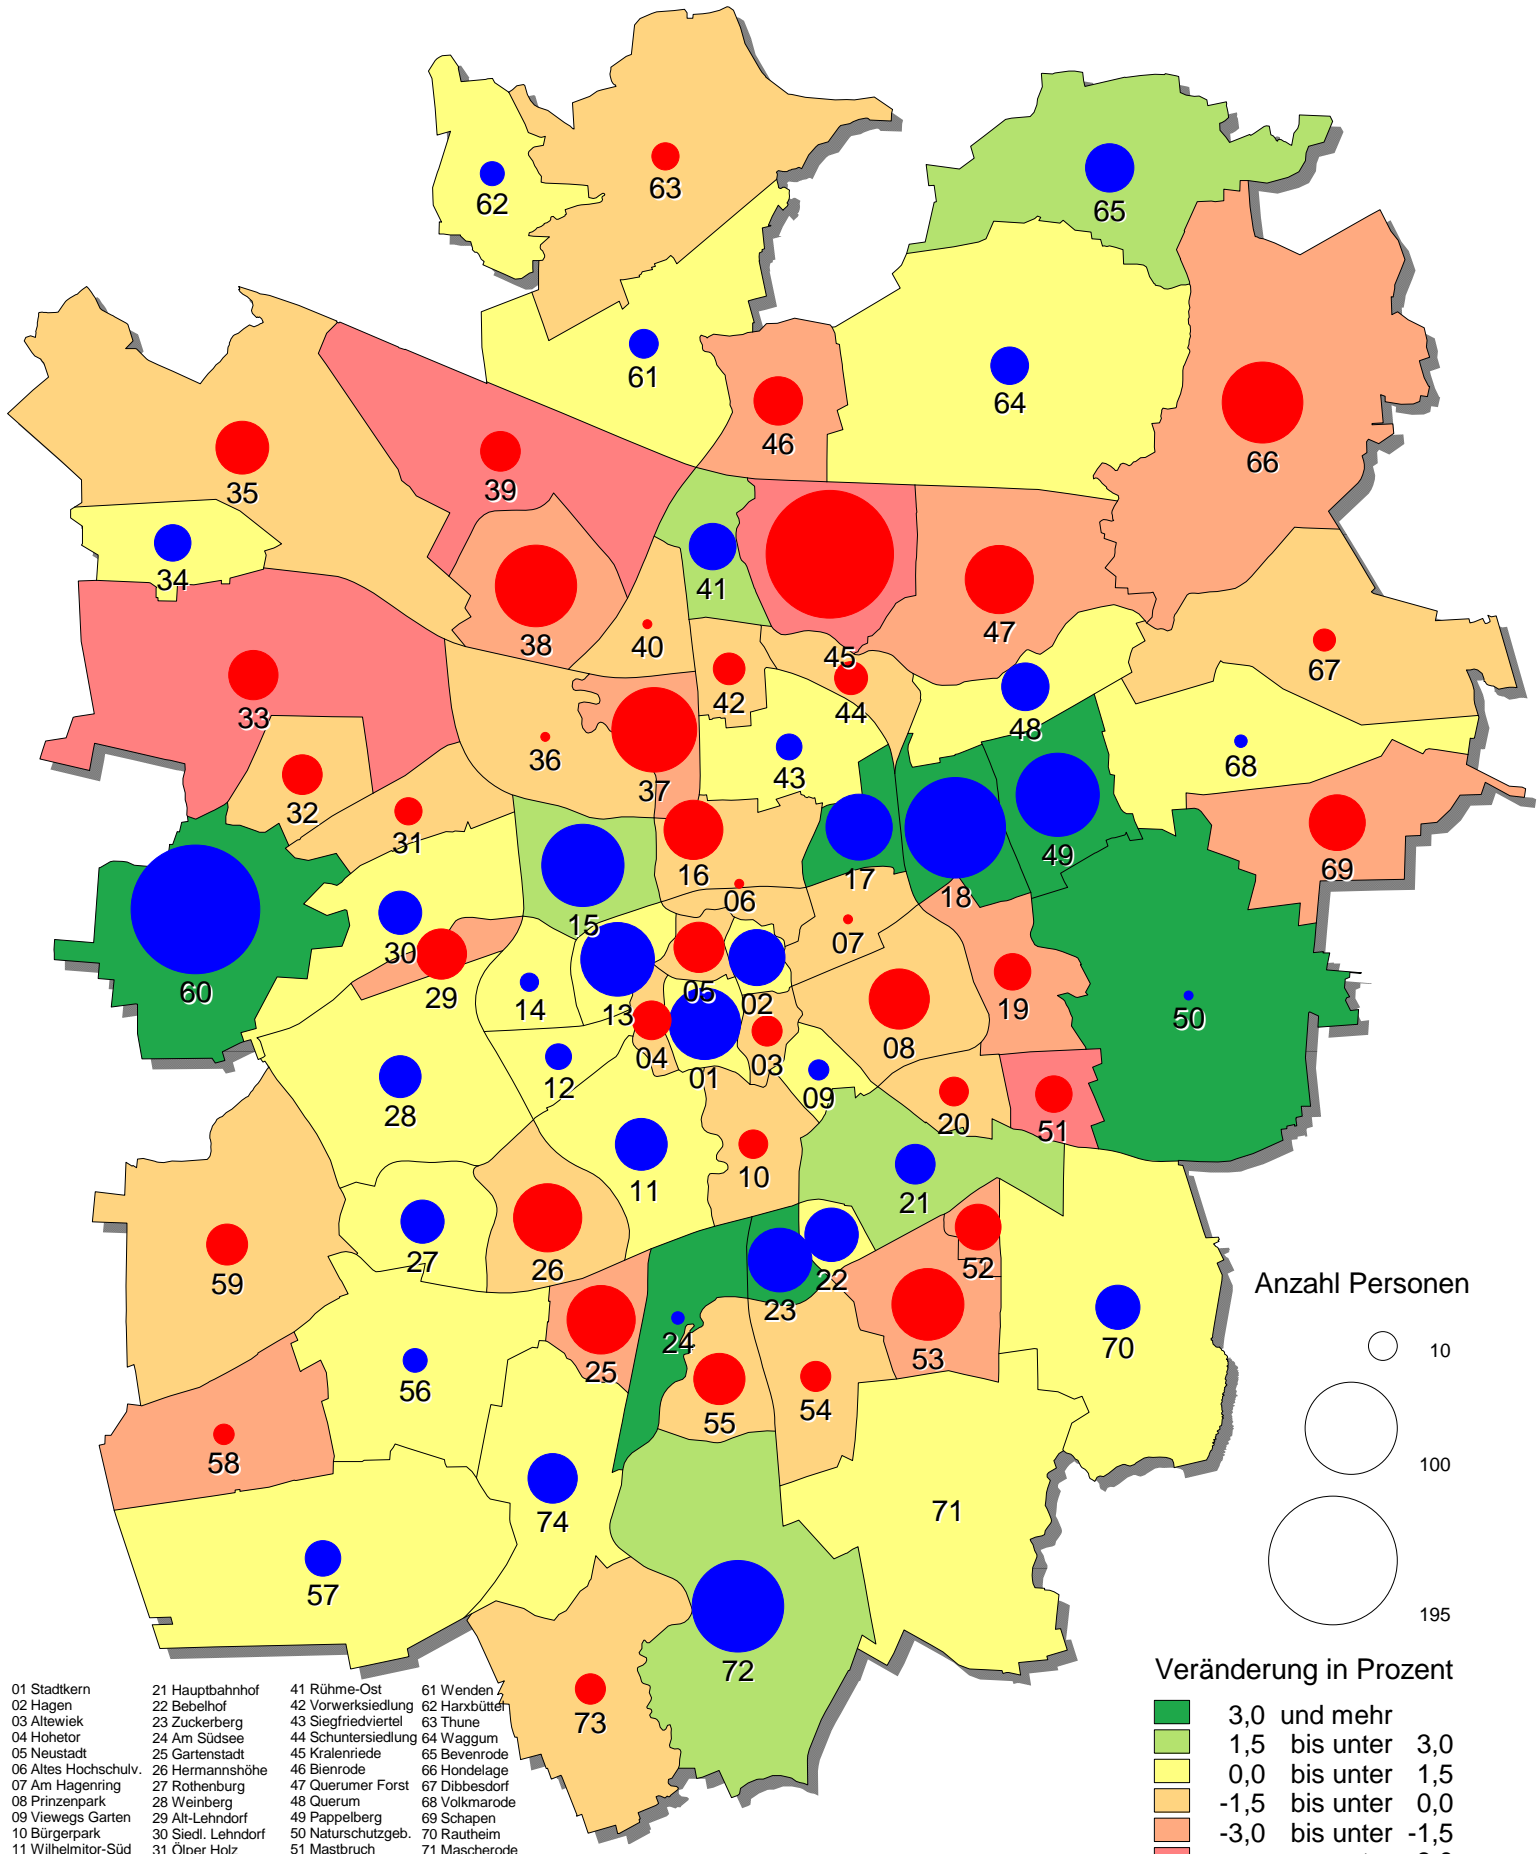 62
63
65
61
64
46
66
35
39
34
41
38
40
47
45
67
33
42
44
48
36
37
43
68
32
31
16
17
18
49
69
06
15
07
30
05
02
60
29
14
13
19
50
04
01
03
08
12
09
28
20
51
11
10
21
27
26
22
52
59
23
24
70
56
25
53
55
54
58
74
71
57
72
73
Anzahl Personen
10
100
195
Veränderung in Prozent
3,0 und mehr
1,5 bis unter 3,0
0,0 bis unter 1,5
-1,5 bis unter 0,0
-3,0 bis unter -1,5
01 Stadtkern
02 Hagen
03 Altewiek
04 Hohetor
05 Neustadt
06 Altes Hochschulv.
07 Am Hagenring
08 Prinzenpark
09 Viewegs Garten
10 Bürgerpark
11 Wilhelmitor-Süd
21 Hauptbahnhof
22 Bebelhof
23 Zuckerberg
24 Am Südsee
25 Gartenstadt
26 Hermannshöhe
27 Rothenburg
28 Weinberg
29 Alt-Lehndorf
30 Siedl. Lehndorf
31 Ölper Holz
41 Rühme-Ost
42 Vorwerksiedlung
43 Siegfriedviertel
44 Schuntersiedlung
45 Kralenriede
46 Bienrode
47 Querumer Forst
48 Querum
49 Pappelberg
50 Naturschutzgeb.
51 Mastbruch
61 Wenden
62 Harxbüttel
63 Thune
64 Waggum
65 Bevenrode
66 Hondelage
67 Dibbesdorf
68 Volkmarode
69 Schapen
70 Rautheim
71 Mascherode